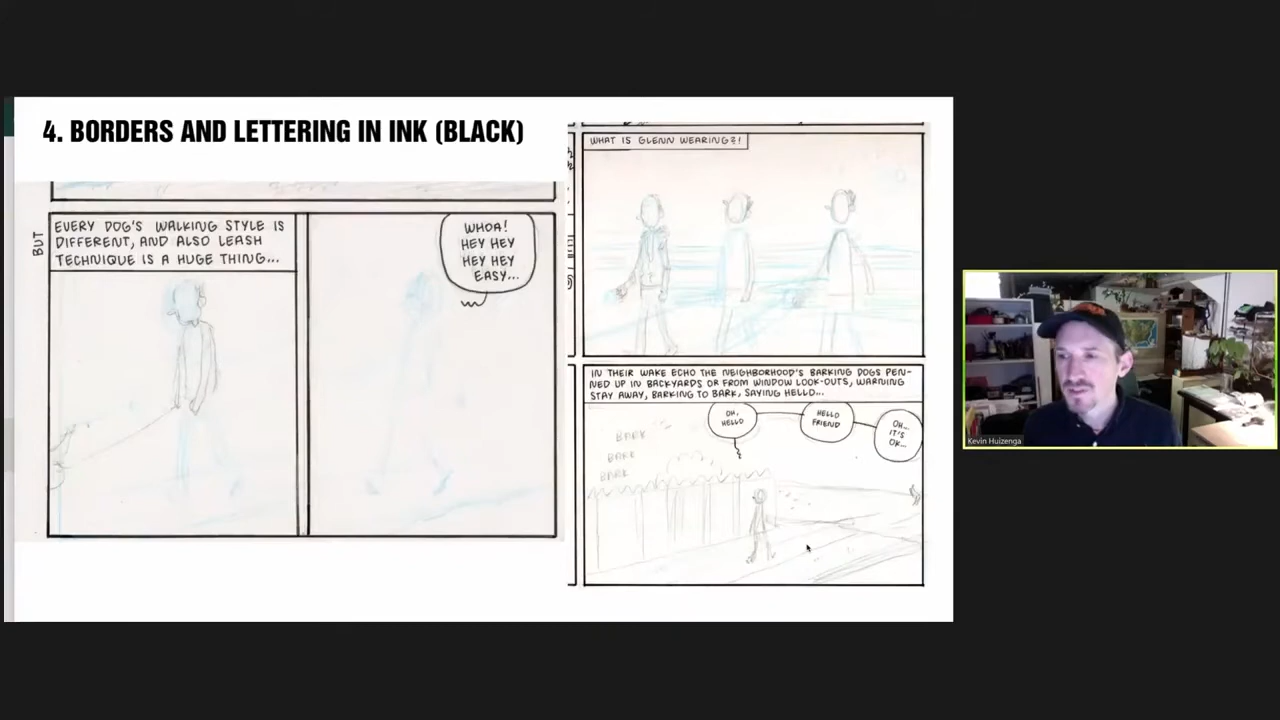 4. BORDERS AND LETTERING IN INK (BLACK)
BUT
EVERY DOG'S WALKING STYLE IS
DIFFERENT, AND ALSO LEASH
TECHNIQUE IS A HUGE THING...
WHOA!
HEY HEY
HEY HEY
EASY...
WHAT IS GLENN WEARING?!
IN THEIR WAKE ECHO THE NEIGHBORHOOD'S BARKING DOGS PEN-
NED UP IN BACKYARDS OR FROM WINDOW LOOK-OUTS, WARNING
STAY AWAY, BARKING TO BARK, SAYING HELLO...
OH,
HELLO
HELLO
FRIEND
OH...
IT'S
OK...
BARK
BARK
BARK
Kevin Huizenga